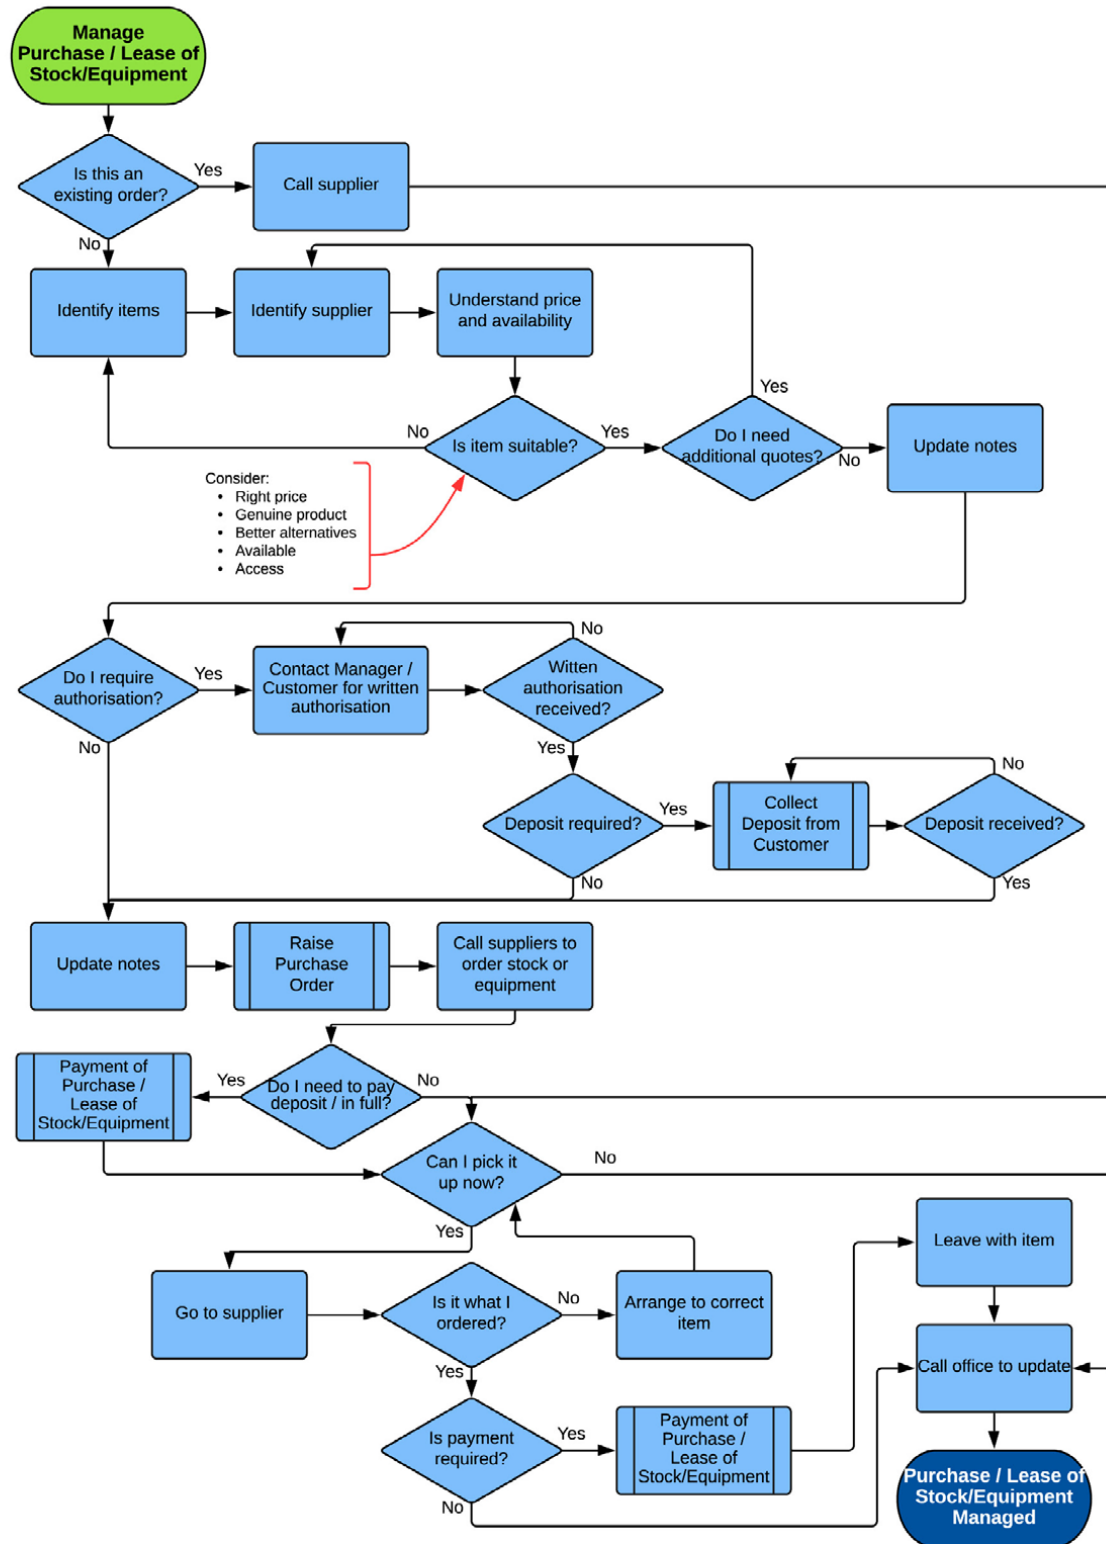 Manage
Purchase / Lease of
Stock/Equipment
Is this an
existing order?
Yes
Call supplier
No
Identify items
Identify supplier
Understand price
and availability
Yes
No
Is item suitable?
Yes
Do I need
additional quotes?
No
Update notes
Consider:
• Right price
• Genuine product
• Better alternatives
• Available
• Access
No
Do I require
authorisation?
Yes
Contact Manager /
Customer for written
authorisation
Witten
authorisation
received?
No
Yes
No
Deposit required?
Yes
Collect
Deposit from
Customer
Deposit received?
No
Yes
Update notes
Raise
Purchase
Order
Call suppliers to
order stock or
equipment
Payment of
Purchase /
Lease of
Stock/Equipment
Yes
Do I need to pay
deposit / in full?
No
Can I pick it
up now?
No
Yes
Leave with item
Go to supplier
Is it what I
ordered?
No
Arrange to correct
item
Call office to update
Yes
Is payment
required?
Yes
Payment of
Purchase /
Lease of
Stock/Equipment
No
Purchase / Lease of
Stock/Equipment
Managed